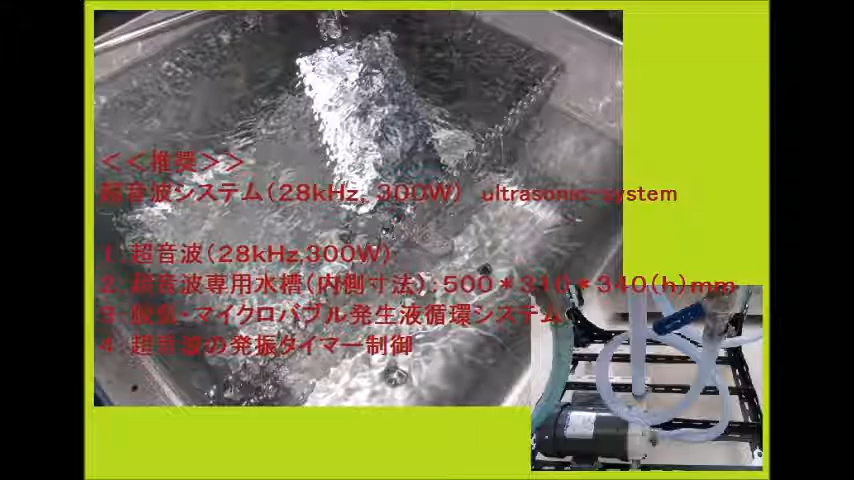 <<推奨>>
超音波システム(28kHz, 300W) ultrasonic-system
1:超音波(28kHz,300W):
2:超音波専用水槽(内側寸法):500*310*340(h)mm
3:脱気・マイクロバブル発生液循環システム
4:超音波の発振タイマー制御